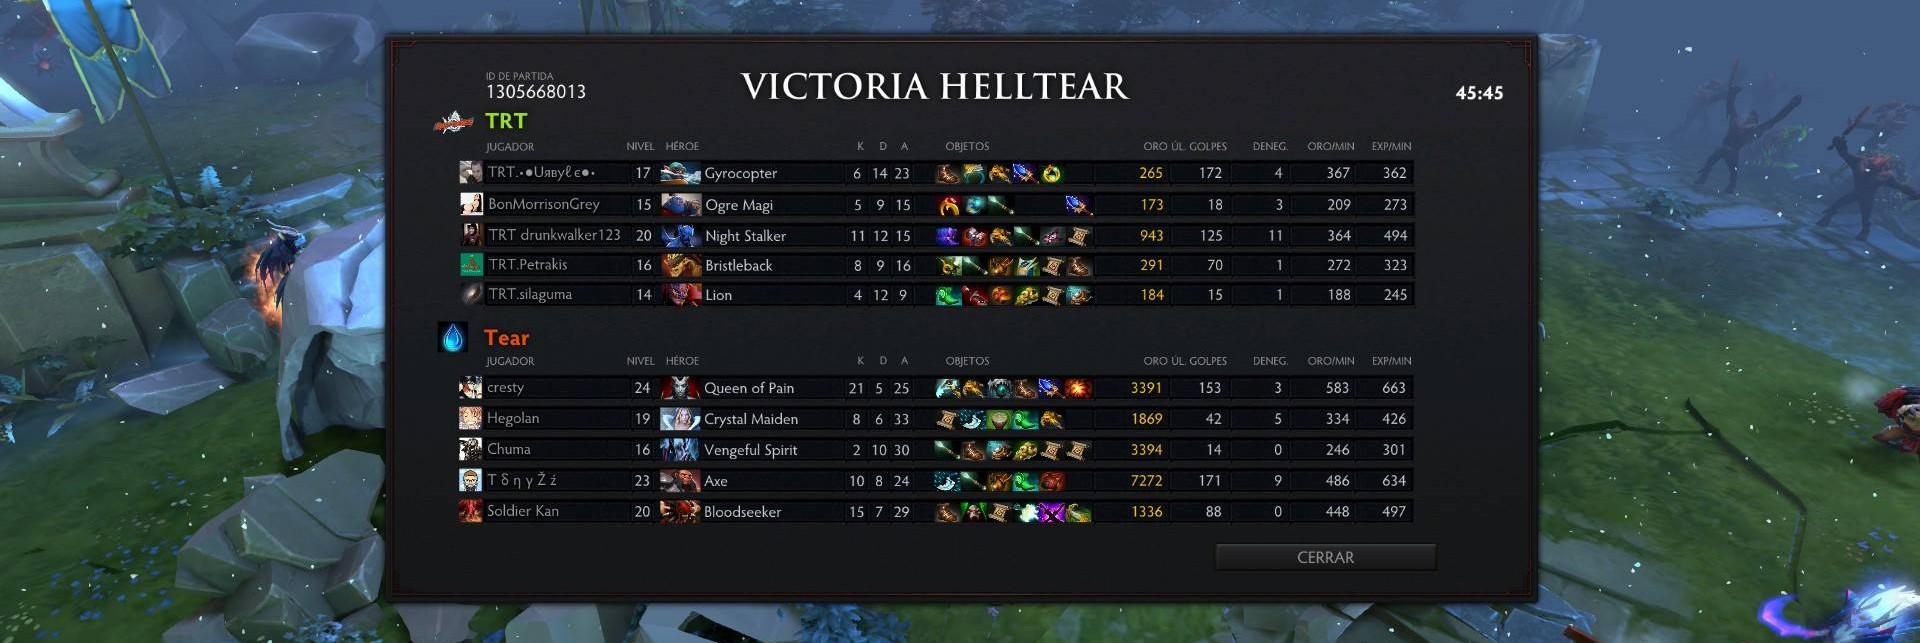 ID DE PARTIDA
1305668013
VICTORIA HELLTEAR
45:45
TRT
JUGADOR NIVEL HÉROE K D A OBJETOS ORO ÚL. GOLPES DENEG. ORO/MIN EXP/MIN
TRT.•●Uяʙyℓє●• 17 Gyrocopter 6 14 23 265 172 4 367 362
BonMorrisonGrey 15 Ogre Magi 5 9 15 173 18 3 209 273
TRT drunkwalker123 20 Night Stalker 11 12 15 943 125 11 364 494
TRT.Petrakis 16 Bristleback 8 9 16 291 70 1 272 323
TRT.silaguma 14 Lion 4 12 9 184 15 1 188 245
Tear
JUGADOR NIVEL HÉROE K D A OBJETOS ORO ÚL. GOLPES DENEG. ORO/MIN EXP/MIN
cresty 24 Queen of Pain 21 5 25 3391 153 3 583 663
Hegolan 19 Crystal Maiden 8 6 33 1869 42 5 334 426
Chuma 16 Vengeful Spirit 2 10 30 3394 14 0 246 301
T δ η γ Ž ź 23 Axe 10 8 24 7272 171 9 486 634
Soldier Kan 20 Bloodseeker 15 7 29 1336 88 0 448 497
CERRAR